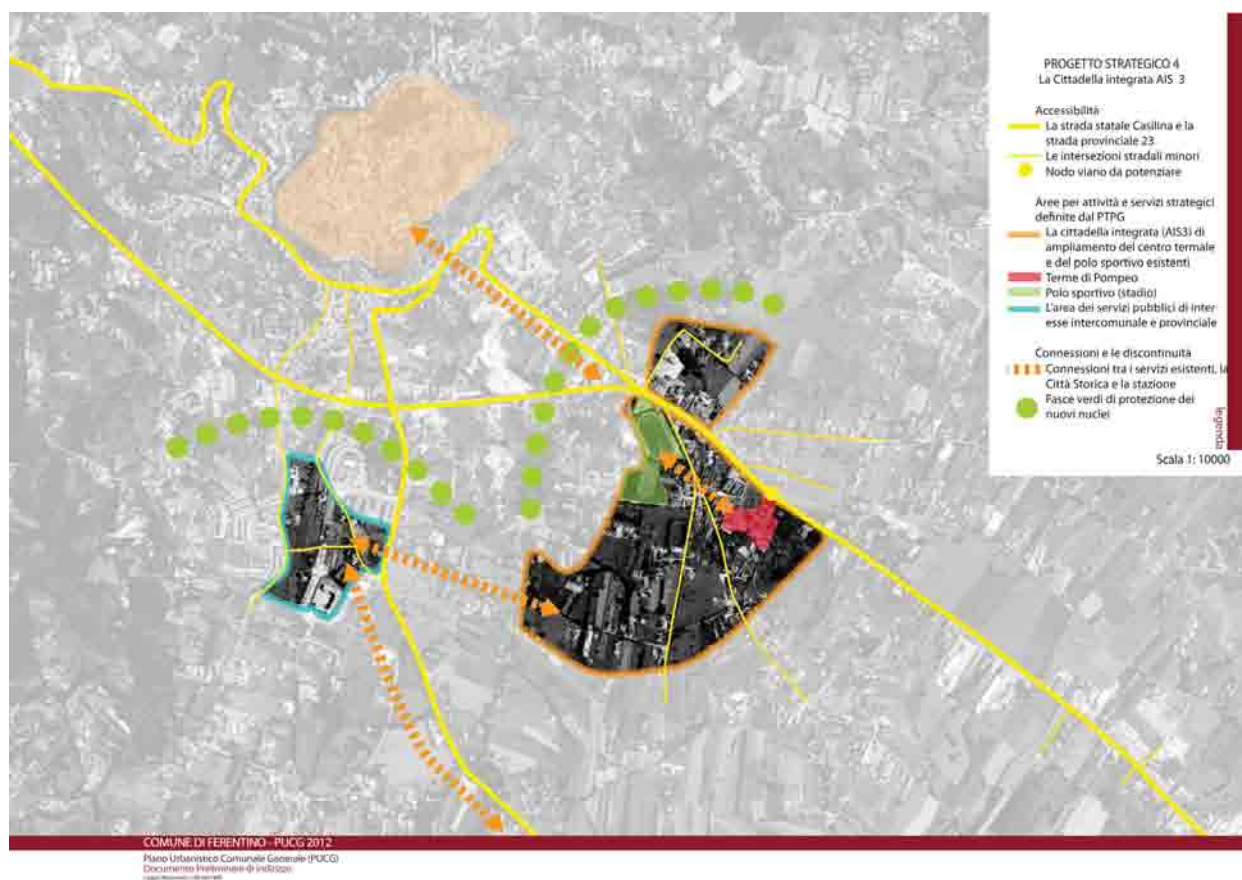 PROGETTO STRATEGICO 4
La Cittadella integrata AIS 3
Accessibilità
La strada statale Casilina e la
strada provinciale 23
Le intersezioni stradali minori
Nodo viario da potenziare
Aree per attività e servizi strategici
definite dal PTPG
La cittadella integrata (AIS3) di
ampliamento del centro termale
e del polo sportivo esistenti
Terme di Pompeo
Polo sportivo (stadio)
L'area dei servizi pubblici di inter
esse intercomunale e provinciale
Connessioni e le discontinuità
Connessioni tra i servizi esistenti, la
Città Storica e la stazione
Fasce verdi di protezione dei
nuovi nuclei
legenda
Scala 1: 10000
COMUNE DI FERENTINO - PUCG 2012
Piano Urbanistico Comunale Generale (PUCG)
Documento Preliminare di indirizzo